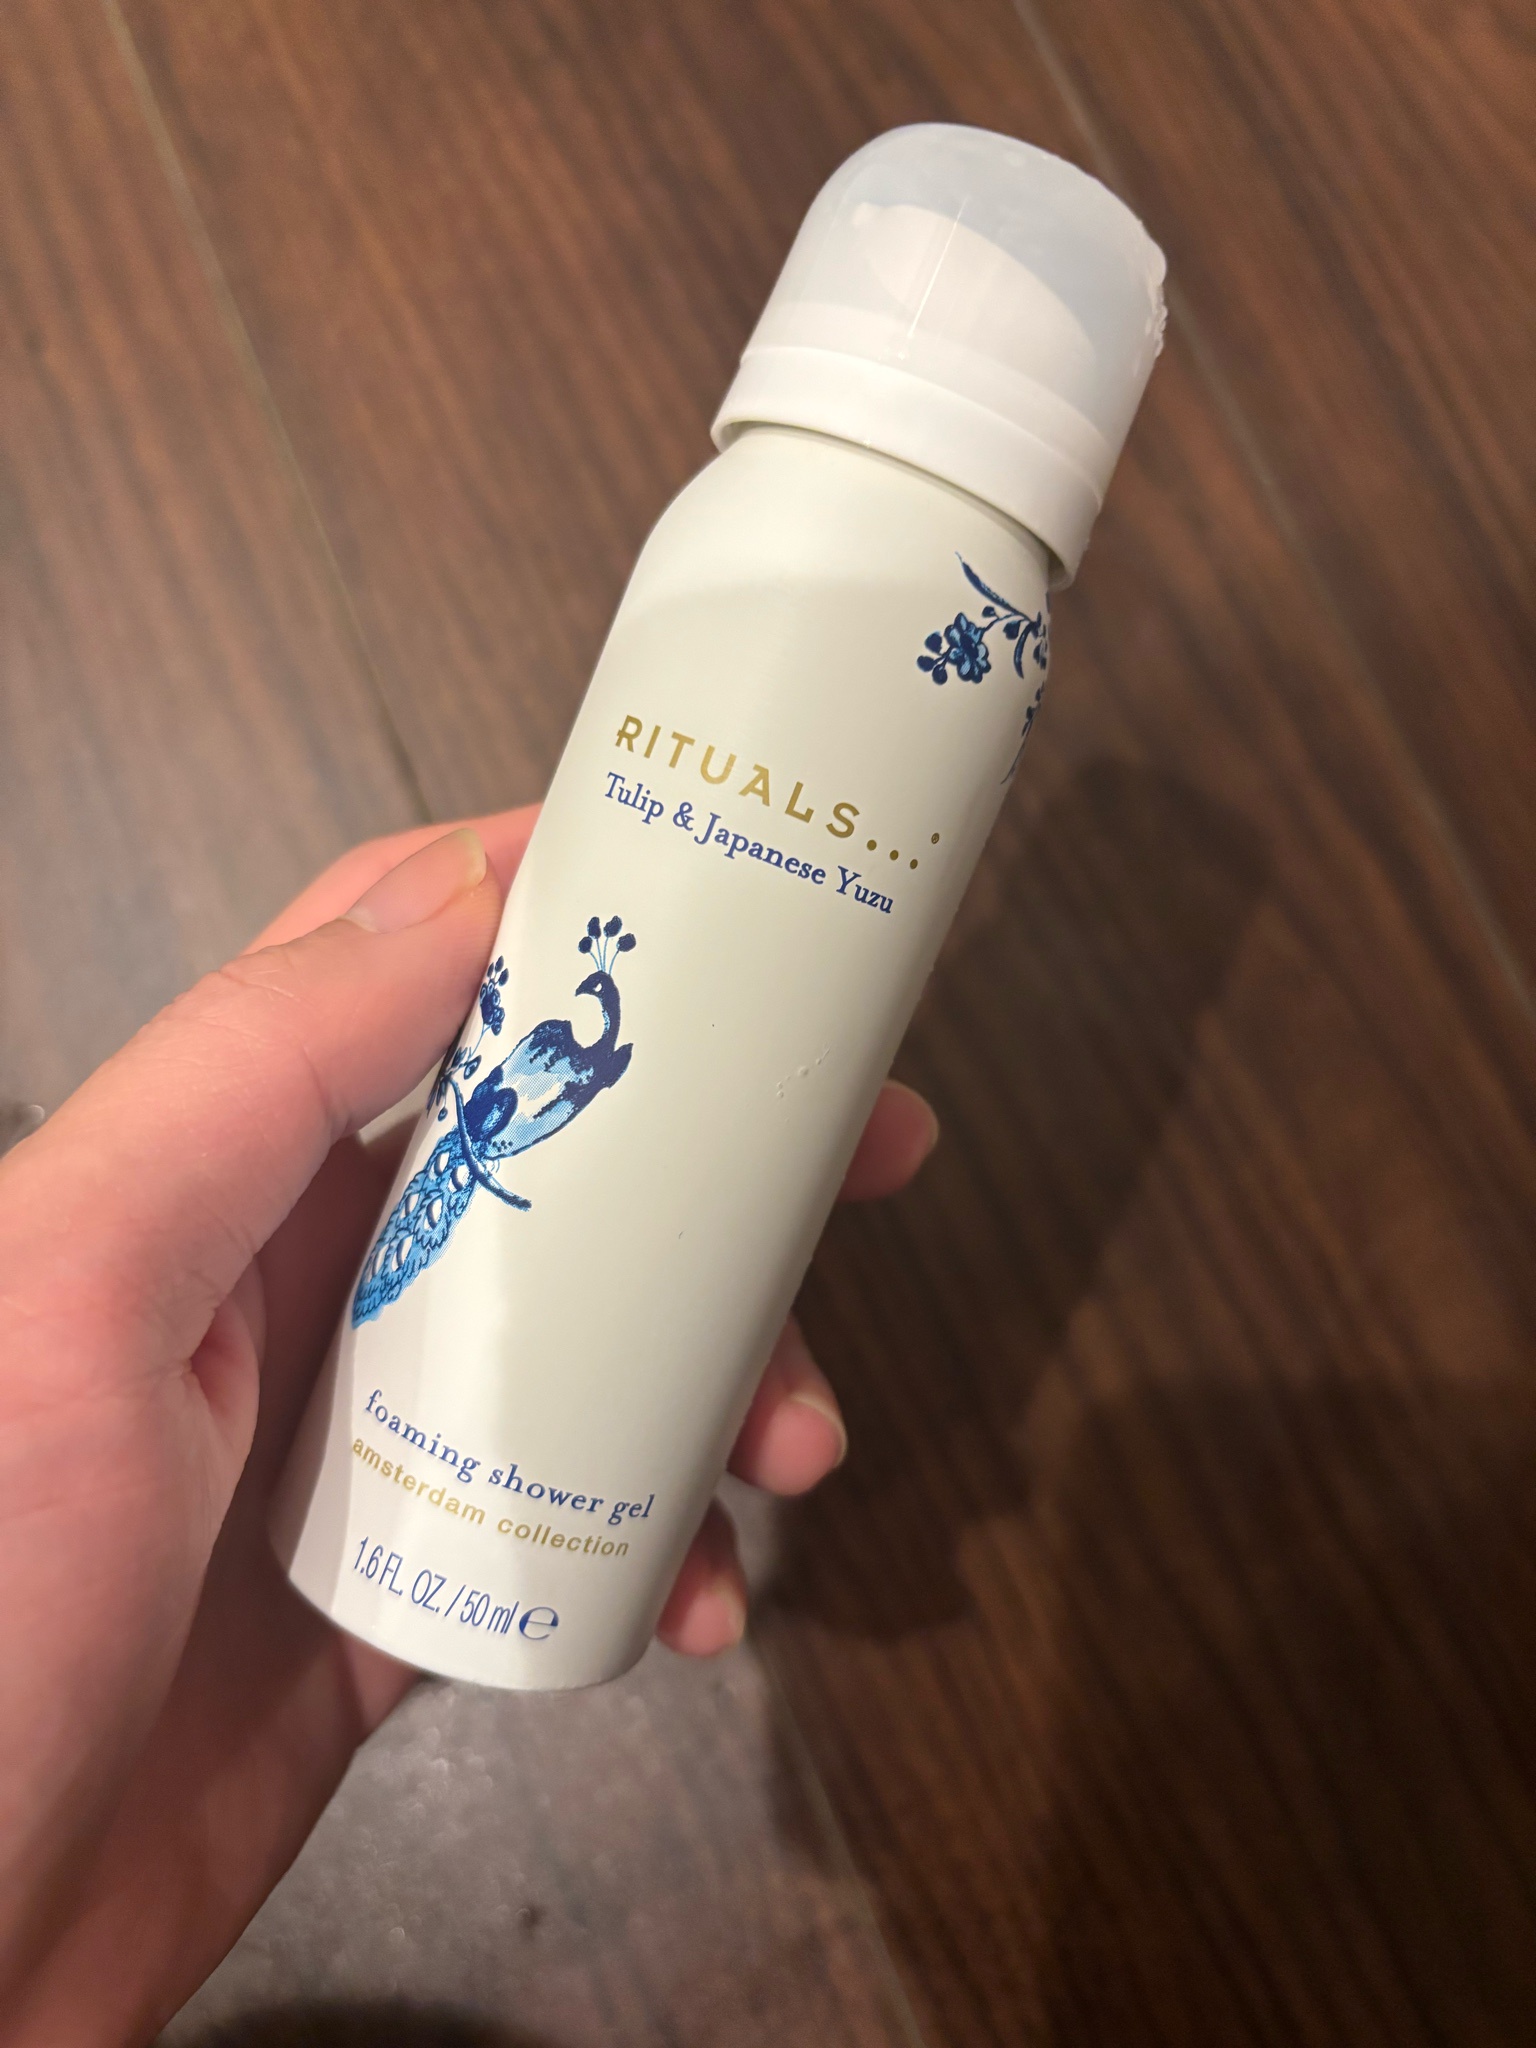 RITUALS...®
Tulip & Japanese Yuzu
foaming shower gel
amsterdam collection
1.6 FL. OZ. / 50 ml ℮